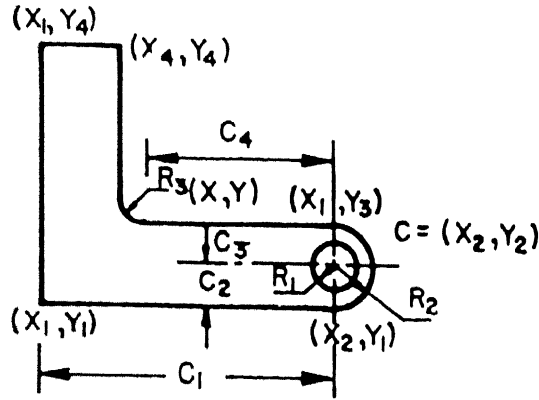 (X₁, Y₄)
(X₄, Y₄)
C₄
R₃ (X, Y)
(X₁, Y₃)
C = (X₂, Y₂)
C₃
C₂
R₁
R₂
(X₁, Y₁)
(X₂, Y₁)
C₁